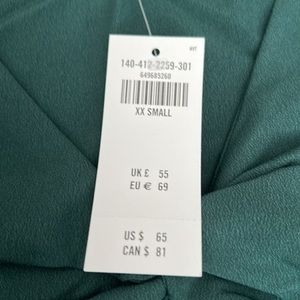 140-412-2259-301
649685260
XX SMALL
UK £ 55
EU € 69
US $ 65
CAN $ 81